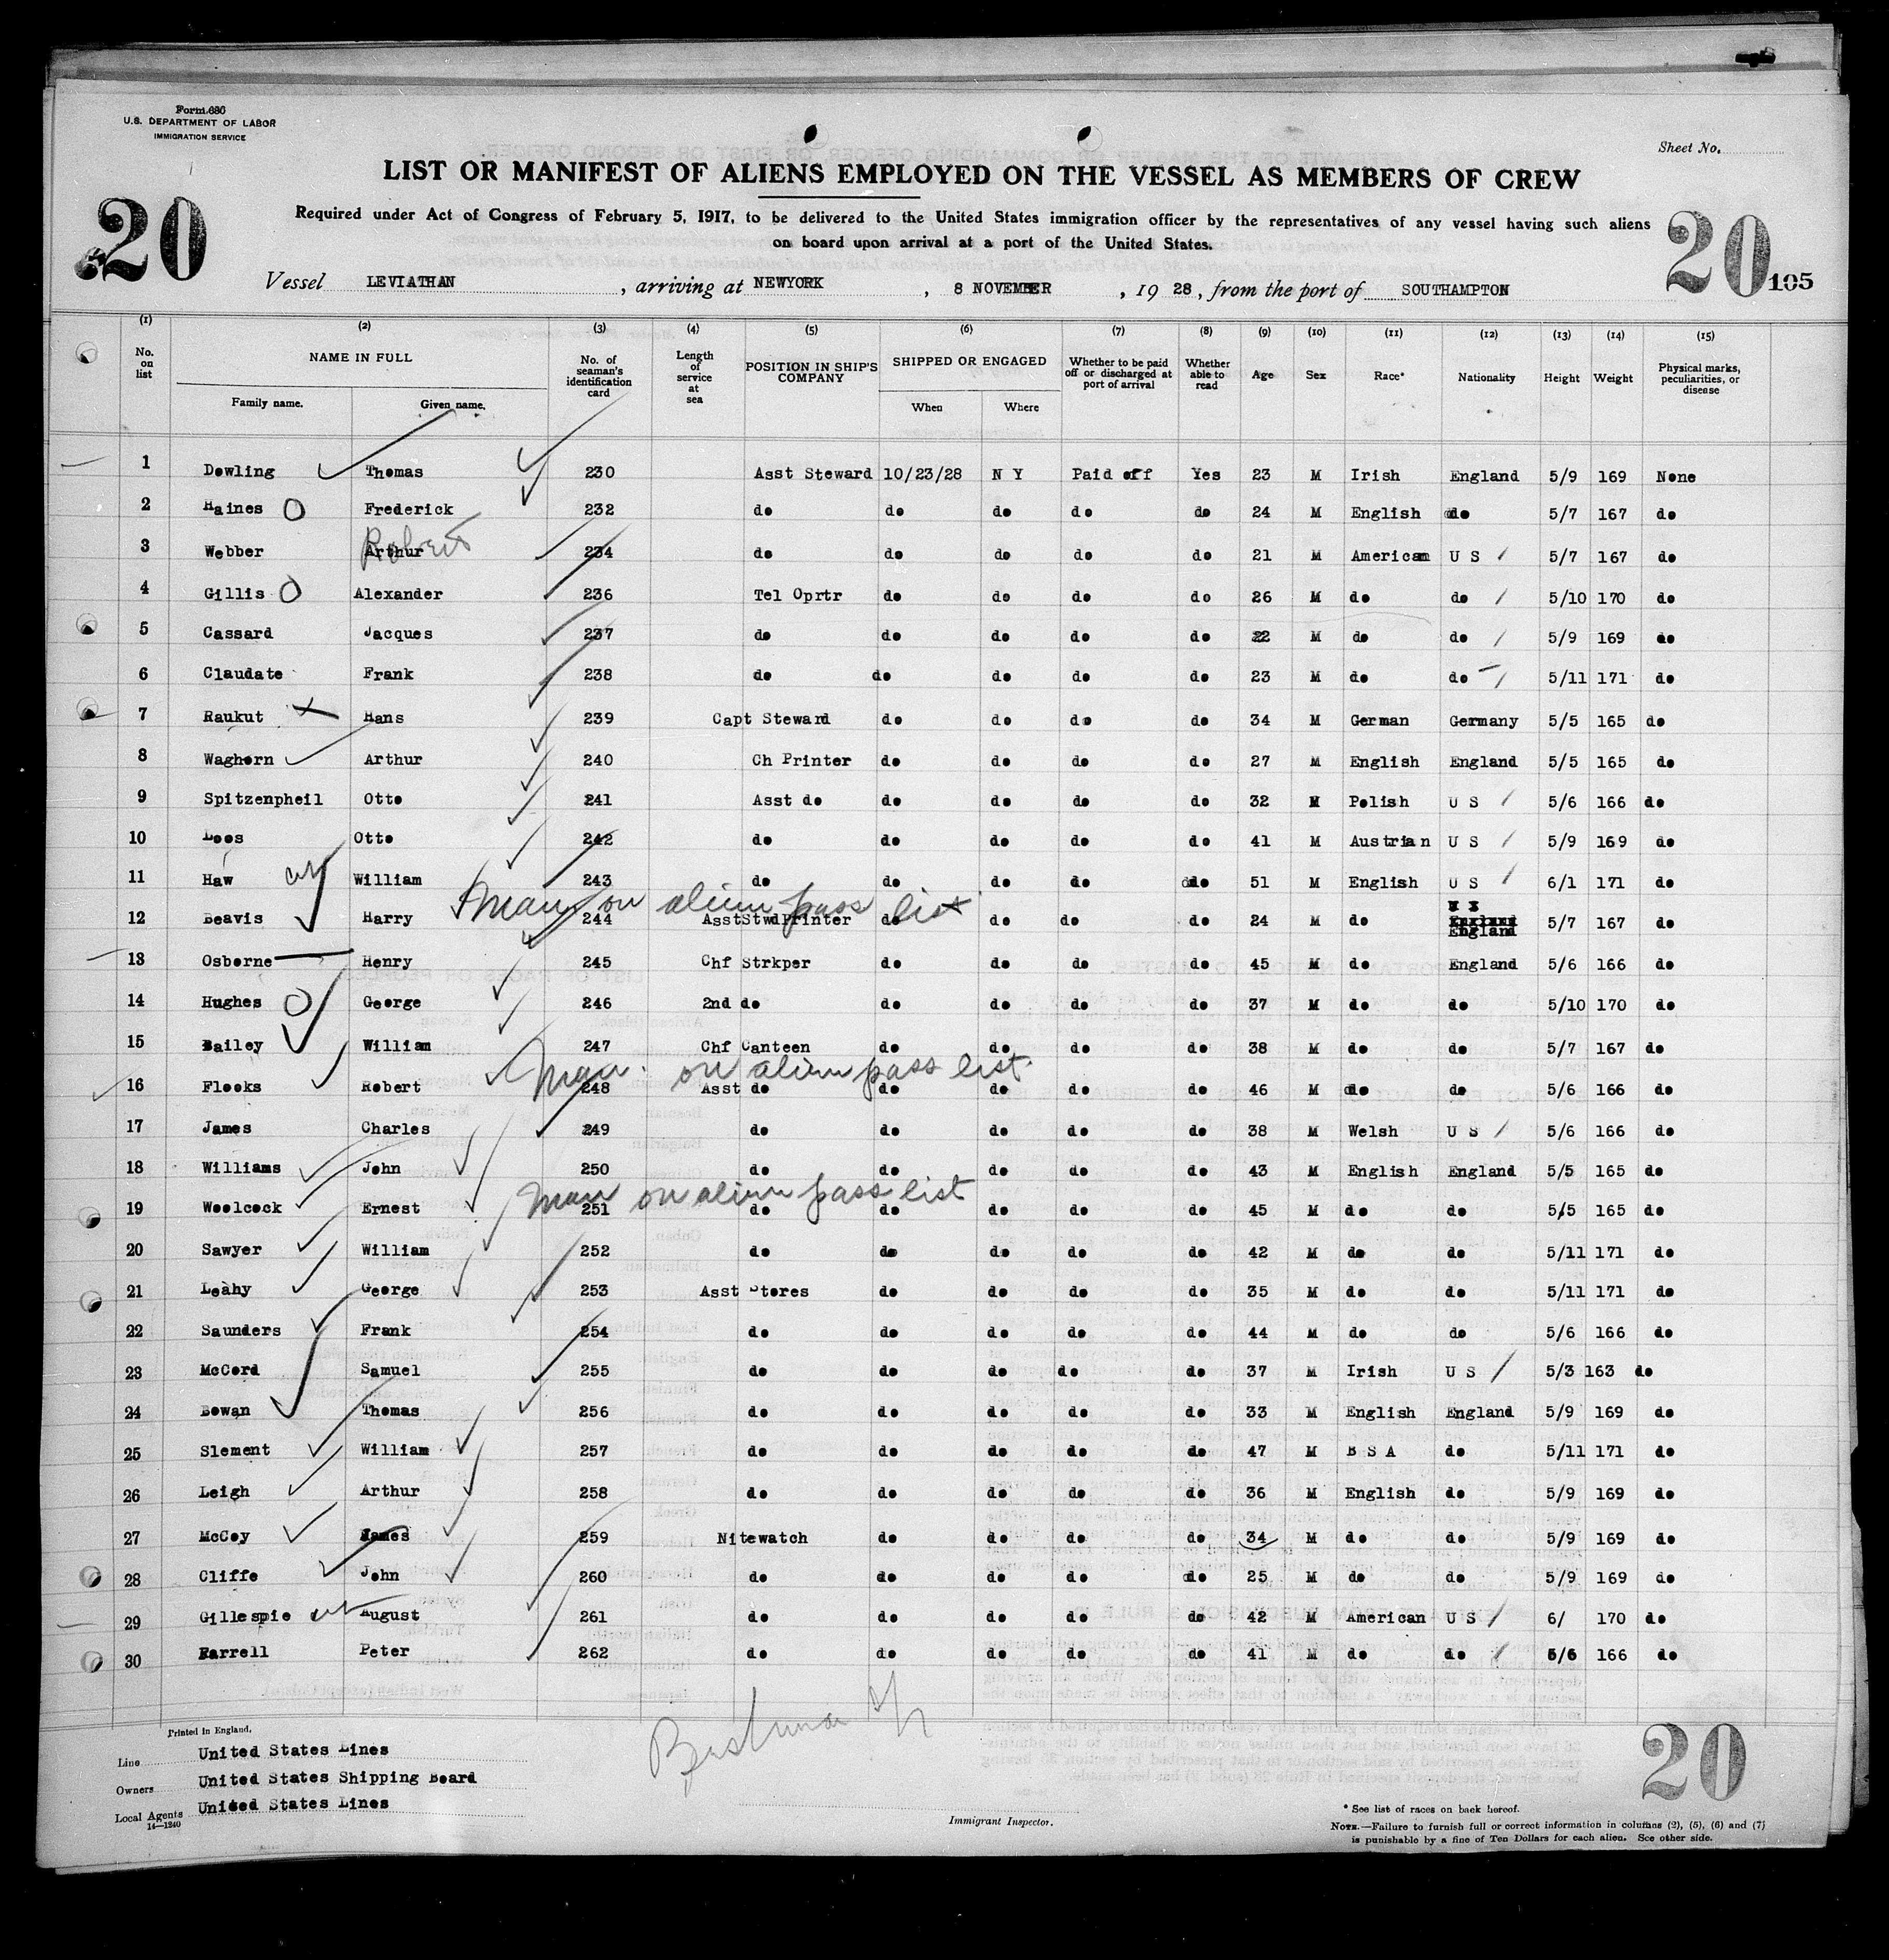 Form 686
U.S. DEPARTMENT OF LABOR
IMMIGRATION SERVICE
Sheet No.
LIST OR MANIFEST OF ALIENS EMPLOYED ON THE VESSEL AS MEMBERS OF CREW
20
20
105
Required under Act of Congress of February 5, 1917, to be delivered to the United States immigration officer by the representatives of any vessel having such aliens
on board upon arrival at a port of the United States.
Vessel LEVIATHAN, arriving at NEWYORK, 8 NOVEMBER, 1928, from the port of SOUTHAMPTON
(1) (2) (3) (4) (5) (6) (7) (8) (9) (10) (11) (12) (13) (14) (15)
No. on list NAME IN FULL No. of seaman's identification card Length of service at sea POSITION IN SHIP'S COMPANY SHIPPED OR ENGAGED Whether to be paid off or discharged at port of arrival Whether able to read Age Sex Race* Nationality Height Weight Physical marks, peculiarities, or disease
Family name. Given name. When Where
1 Dowling Thomas 230 Asst Steward 10/23/28 N Y Paid off Yes 23 M Irish England 5/9 169 None
2 Haines Frederick 232 do do do do do 24 M English do 5/7 167 do
Robert
3 Webber Arthur 234 do do do do do 21 M American U S 5/7 167 do
4 Gillis Alexander 236 Tel Oprtr do do do do 26 M do do 5/10 170 do
5 Cassard Jacques 237 do do do do do 22 M do do 5/9 169 do
6 Claudate Frank 238 do do do do do 23 M do do 5/11 171 do
7 Raukut Hans 239 Capt Steward do do do do 34 M German Germany 5/5 165 do
8 Waghorn Arthur 240 Ch Printer do do do do 27 M English England 5/5 165 do
9 Spitzenpheil Otto 241 Asst do do do do do 32 M Polish U S 5/6 166 do
10 Loos Otto 242 do do do do do 41 M Austrian U S 5/9 169 do
11 Haw William 243 do do do do do 51 M English U S 6/1 171 do
Man on alien pass list
12 Beavis Harry 244 AsstStwdPrinter do do do do 24 M do England 5/7 167 do
13 Osborne Henry 245 Chf Strkper do do do do 45 M do England 5/6 166 do
14 Hughes George 246 2nd do do do do do 37 M do do 5/10 170 do
15 Bailey William 247 Chf Canteen do do do do 38 M do do 5/7 167 do
Man on alien pass list
16 Flooks Robert 248 Asst do do do do do 46 M do do 5/6 166 do
17 James Charles 249 do do do do do 38 M Welsh U S 5/6 166 do
18 Williams John 250 do do do do do 43 M English England 5/5 165 do
Man on alien pass list
19 Woolcock Ernest 251 do do do do do 45 M do do 5/5 165 do
20 Sawyer William 252 do do do do do 42 M do do 5/11 171 do
21 Leahy George 253 Asst Stores do do do do 35 M do do 5/11 171 do
22 Saunders Frank 254 do do do do do 44 M do do 5/6 166 do
23 McCord Samuel 255 do do do do do 37 M Irish U S 5/3 163 do
24 Bowan Thomas 256 do do do do do 33 M English England 5/9 169 do
25 Slement William 257 do do do do do 47 M B S A do 5/11 171 do
26 Leigh Arthur 258 do do do do do 36 M English do 5/9 169 do
27 McCoy James 259 Nitewatch do do do do 34 M do do 5/9 169 do
28 Cliffe John 260 do do do do do 25 M do do 5/9 169 do
29 Gillespie August 261 do do do do do 42 M American U S 6/ 170 do
30 Farrell Peter 262 do do do do do 41 M do do 5/6 166 do
Printed in England.
Line United States Lines
Owners United States Shipping Board
Local Agents United States Lines
14—1240
Immigrant Inspector.
20
* See list of races on back hereof.
NOTE.—Failure to furnish full or correct information in columns (2), (5), (6) and (7)
is punishable by a fine of Ten Dollars for each alien. See other side.